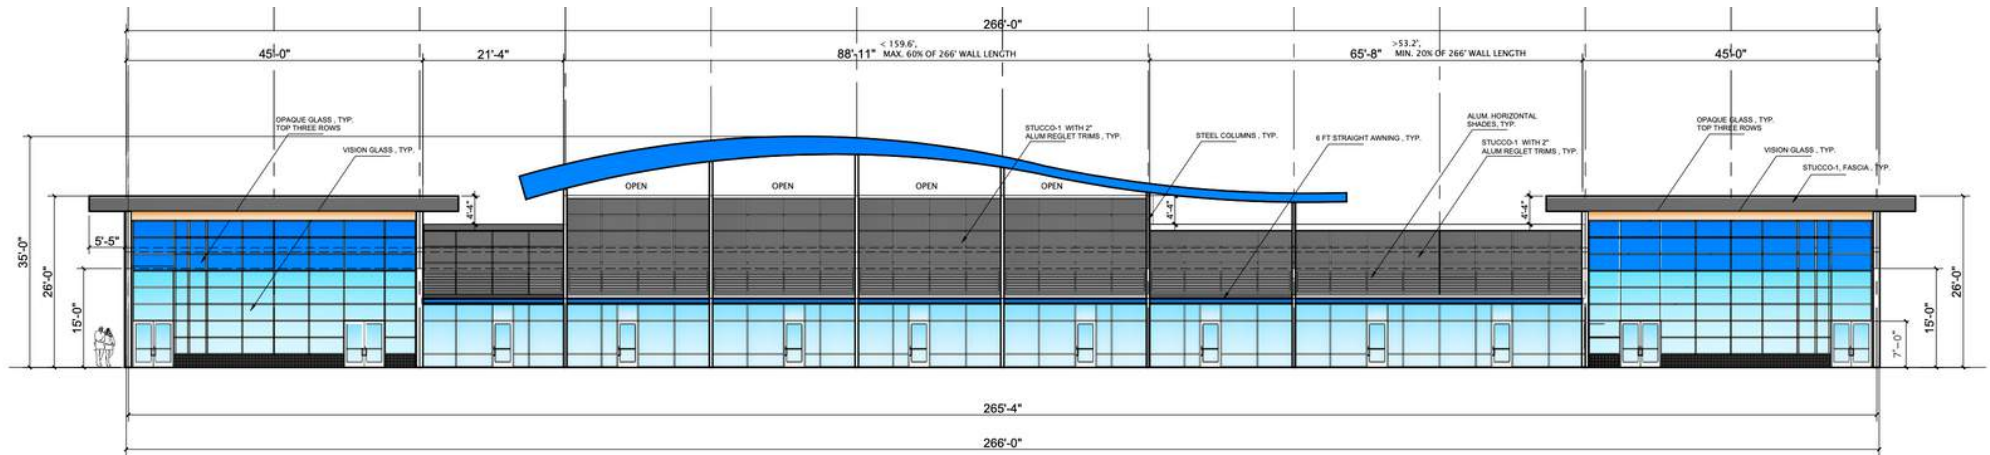 266'-0"
45'-0"
21'-4"
88'-11"
< 159.6',
MAX. 60% OF 266' WALL LENGTH
65'-8"
>53.2',
MIN. 20% OF 266' WALL LENGTH
45'-0"
OPAQUE GLASS , TYP.
TOP THREE ROWS
VISION GLASS , TYP.
STUCCO-1 WITH 2"
ALUM REGLET TRIMS , TYP.
STEEL COLUMNS , TYP.
6 FT STRAIGHT AWNING , TYP.
ALUM. HORIZONTAL
SHADES, TYP.
STUCCO-1 WITH 2"
ALUM REGLET TRIMS , TYP.
OPAQUE GLASS , TYP.
TOP THREE ROWS
VISION GLASS , TYP.
STUCCO-1, FASCIA , TYP.
OPEN
OPEN
OPEN
OPEN
4'-4"
4'-4"
4'-4"
5'-5"
35'-0"
26'-0"
15'-0"
7'-0"
15'-0"
26'-0"
265'-4"
266'-0"